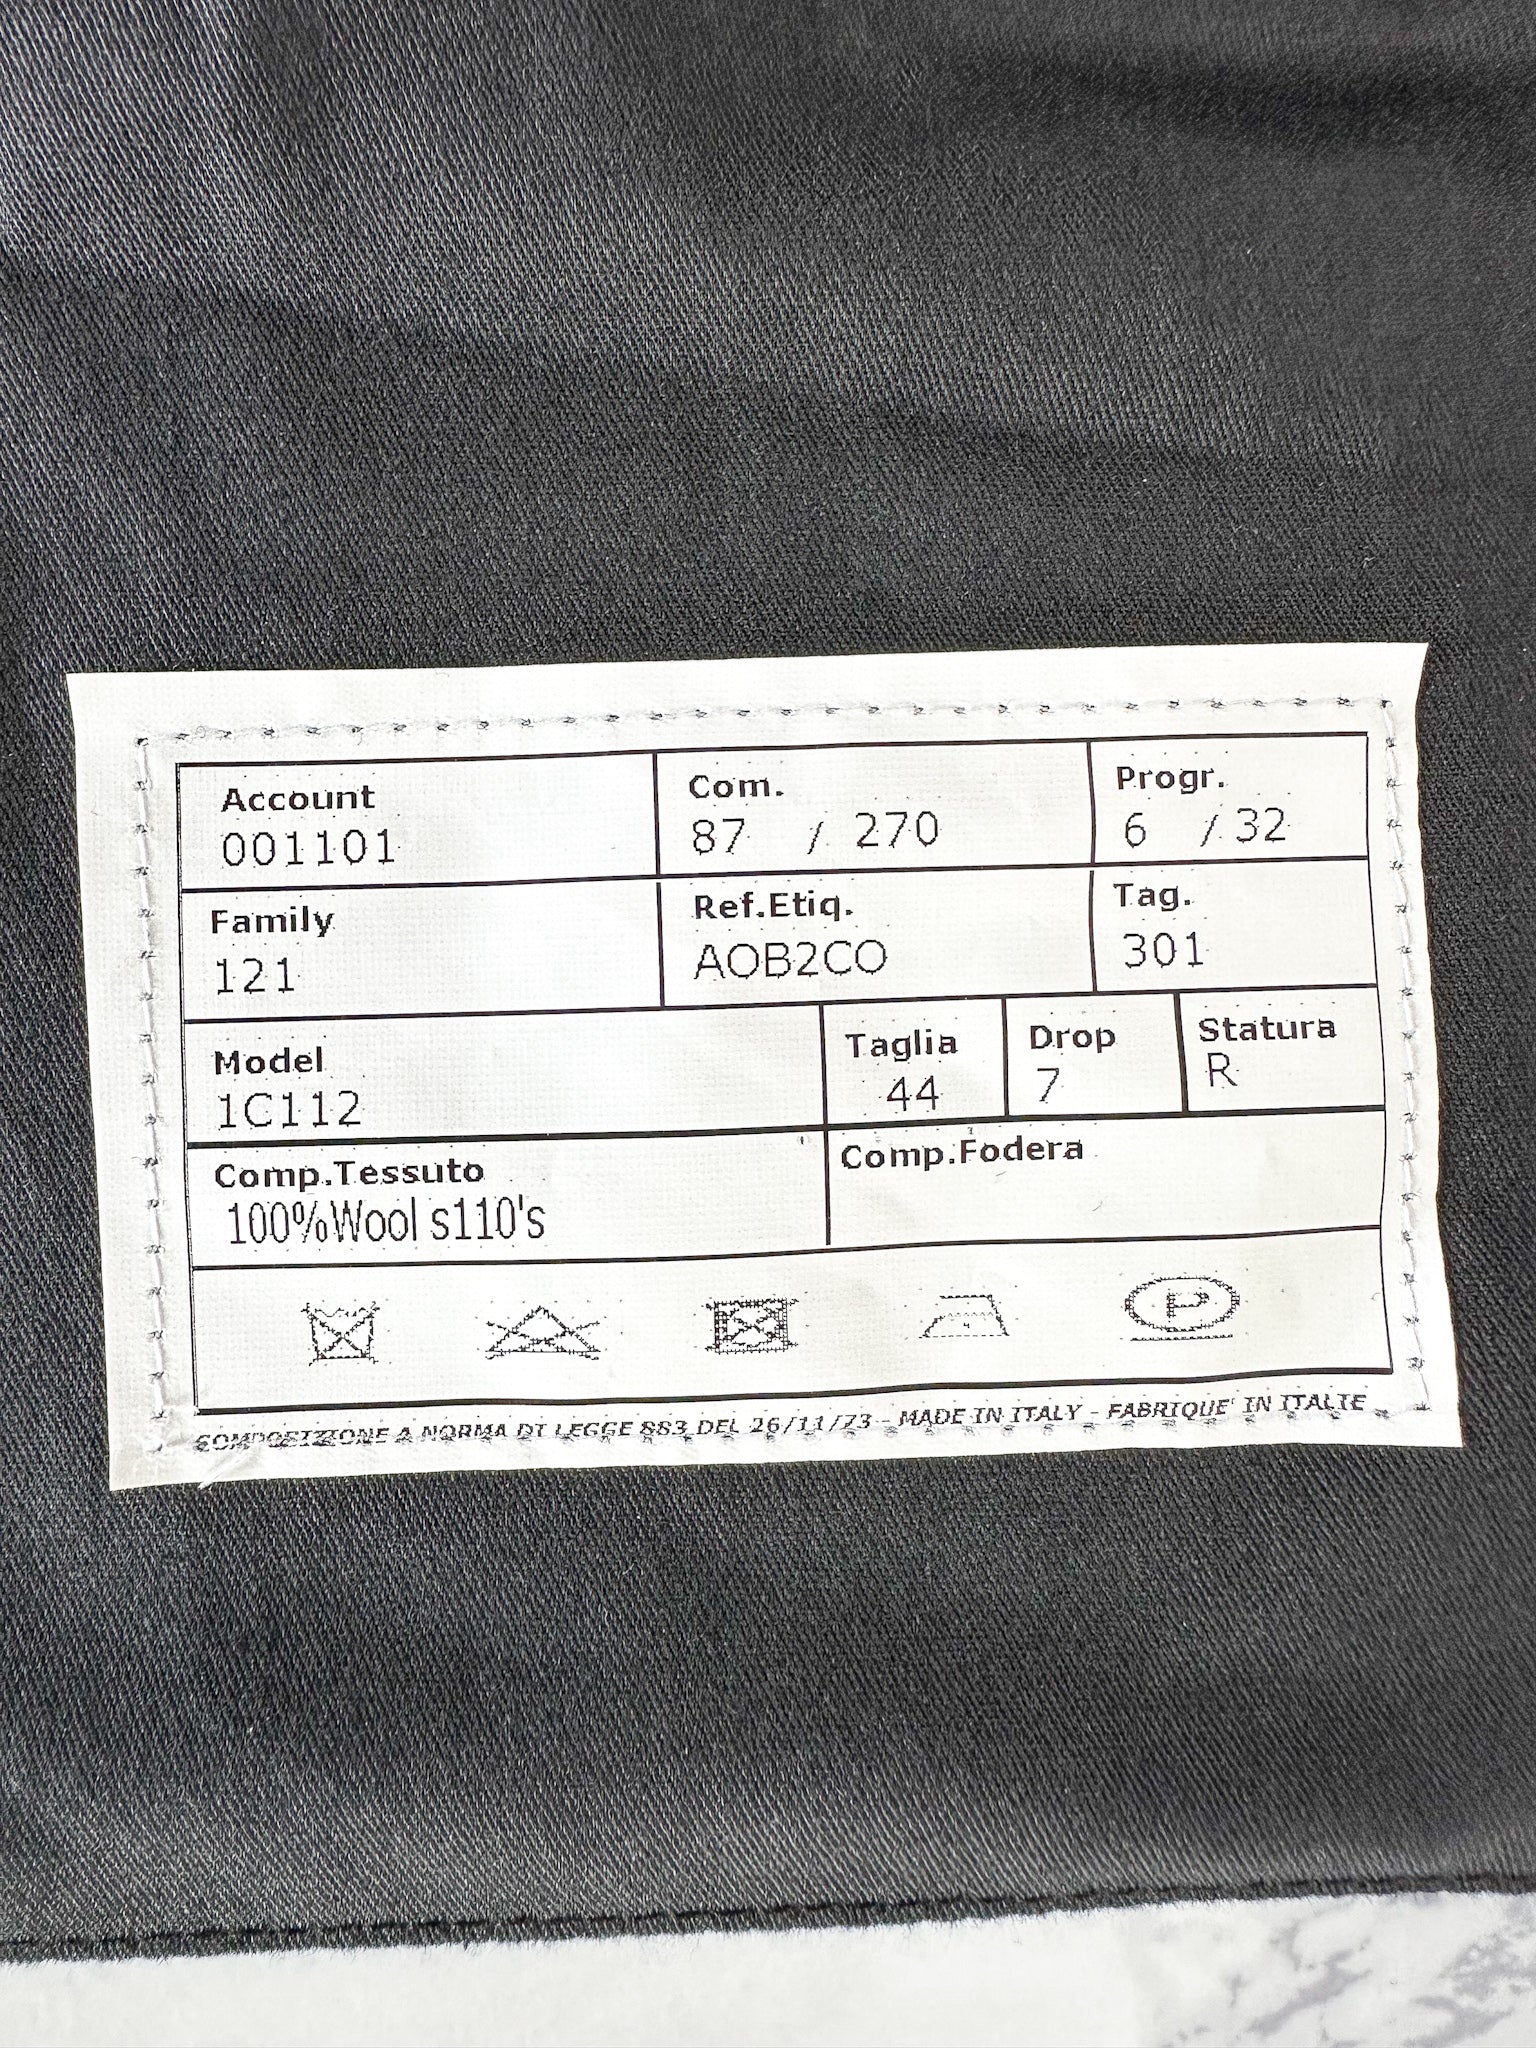 Account
001101
Com.
87 / 270
Progr.
6 / 32
Family
121
Ref.Etiq.
AOB2CO
Tag.
301
Model
1C112
Taglia
44
Drop
7
Statura
R
Comp.Tessuto
100%Wool s110's
Comp.Fodera
P
COMPOSIZIONE A NORMA DI LEGGE 883 DEL 26/11/73 - MADE IN ITALY - FABRIQUE' IN ITALIE